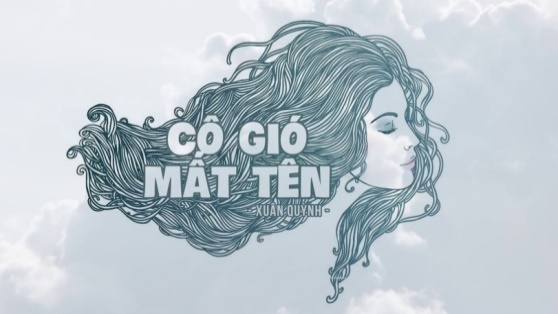 CÔ GIÓ
MẤT TÊN
- XUÂN QUỲNH -